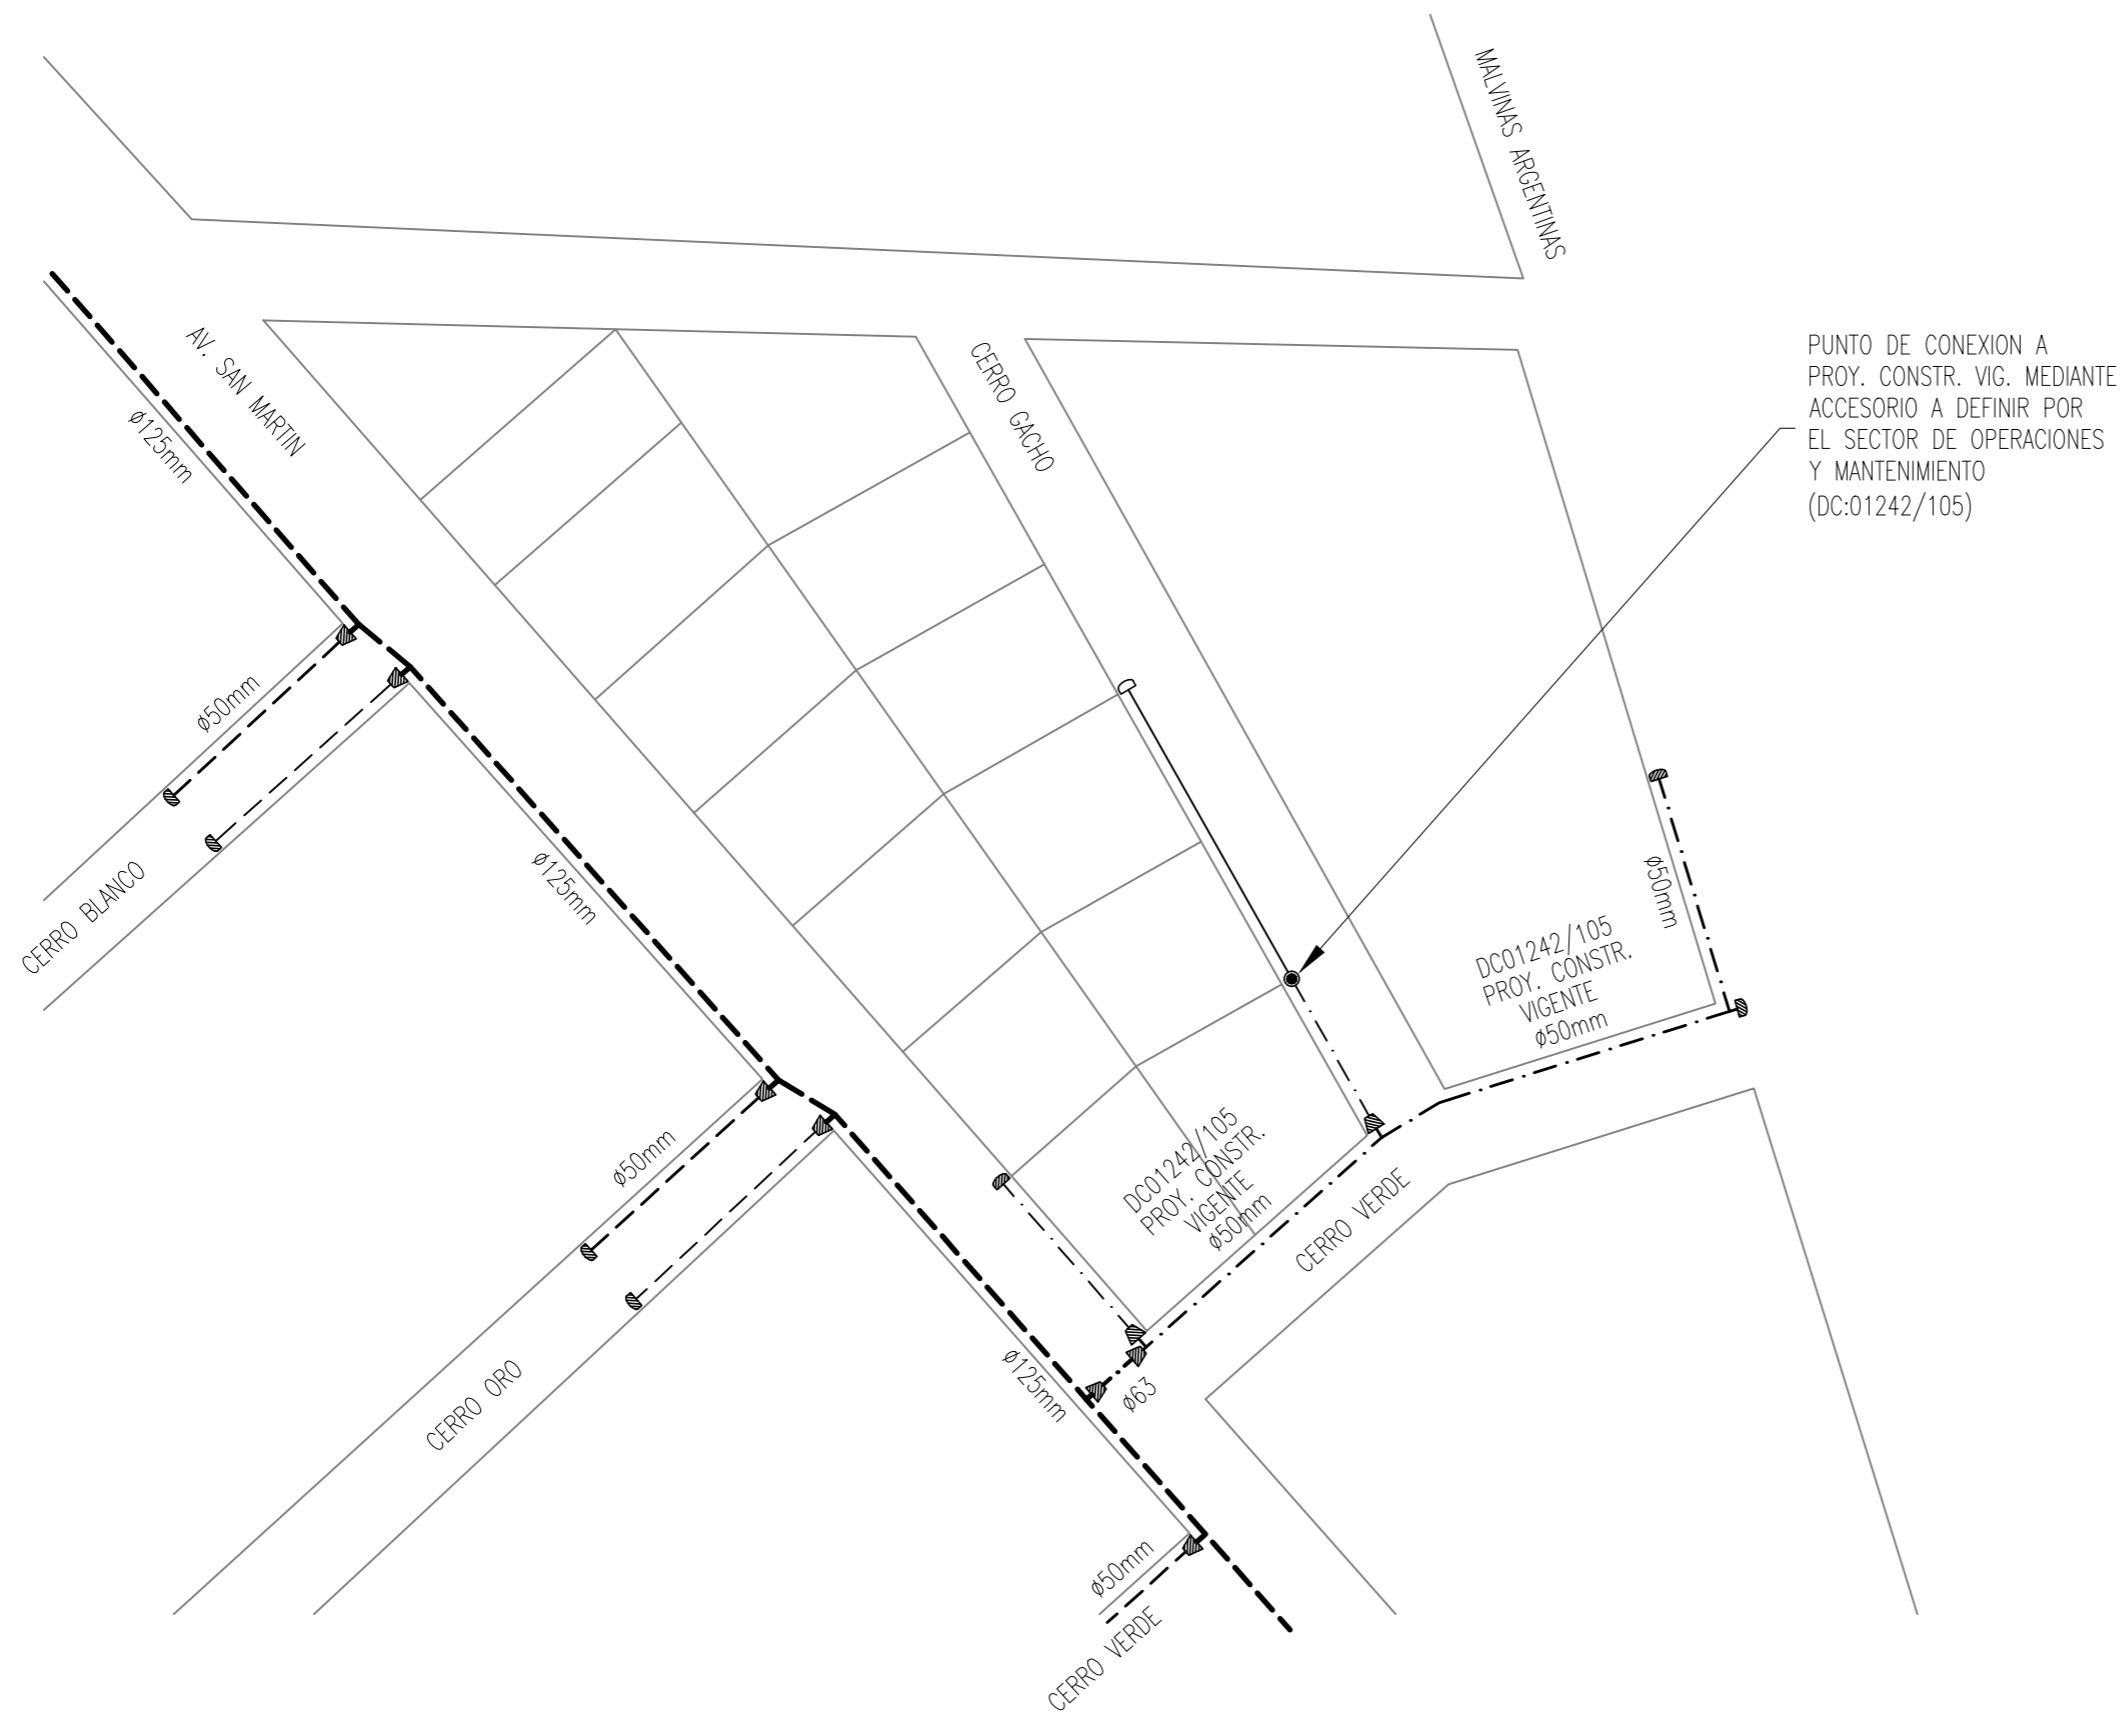 MALVINAS ARGENTINAS
AV. SAN MARTIN
ø125mm
CERRO GACHO
PUNTO DE CONEXION A
PROY. CONSTR. VIG. MEDIANTE
ACCESORIO A DEFINIR POR
EL SECTOR DE OPERACIONES
Y MANTENIMIENTO
(DC:01242/105)
ø50mm
CERRO BLANCO
ø125mm
ø50mm
DC01242/105
PROY. CONSTR.
VIGENTE
ø50mm
ø50mm
DC01242/105
PROY. CONSTR.
VIGENTE
ø50mm
CERRO VERDE
CERRO ORO
ø125mm
ø63
ø50mm
CERRO VERDE